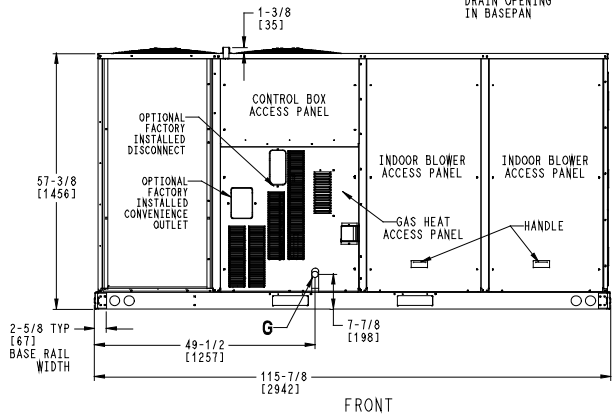 DRAIN OPENING
IN BASEPAN
1-3/8
[35]
CONTROL BOX
ACCESS PANEL
OPTIONAL
FACTORY
INSTALLED
DISCONNECT
INDOOR BLOWER
ACCESS PANEL
INDOOR BLOWER
ACCESS PANEL
57-3/8
[1456]
OPTIONAL
FACTORY
INSTALLED
CONVENIENCE
OUTLET
GAS HEAT
ACCESS PANEL
HANDLE
2-5/8 TYP
[67]
BASE RAIL
WIDTH
G
7-7/8
[198]
49-1/2
[1257]
115-7/8
[2942]
FRONT